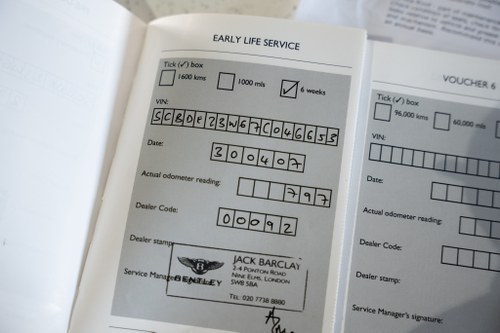 EARLY LIFE SERVICE
Tick (✓) box
1600 kms 1000 mls ✓ 6 weeks
VIN:
SCBDE23W67C046653
Date:
300407
Actual odometer reading:
797
Dealer Code:
00092
Dealer stamp
JACK BARCLAY
2-4 PONTON ROAD
NINE ELMS, LONDON
SW8 5BA
BENTLEY
TEL: 020 7738 8880
Service Manager
VOUCHER 6
Tick (✓) box
96,000 kms 60,000
VIN:
Date:
Actual odometer reading:
Dealer Code:
Dealer stamp:
Service Manager's signature: